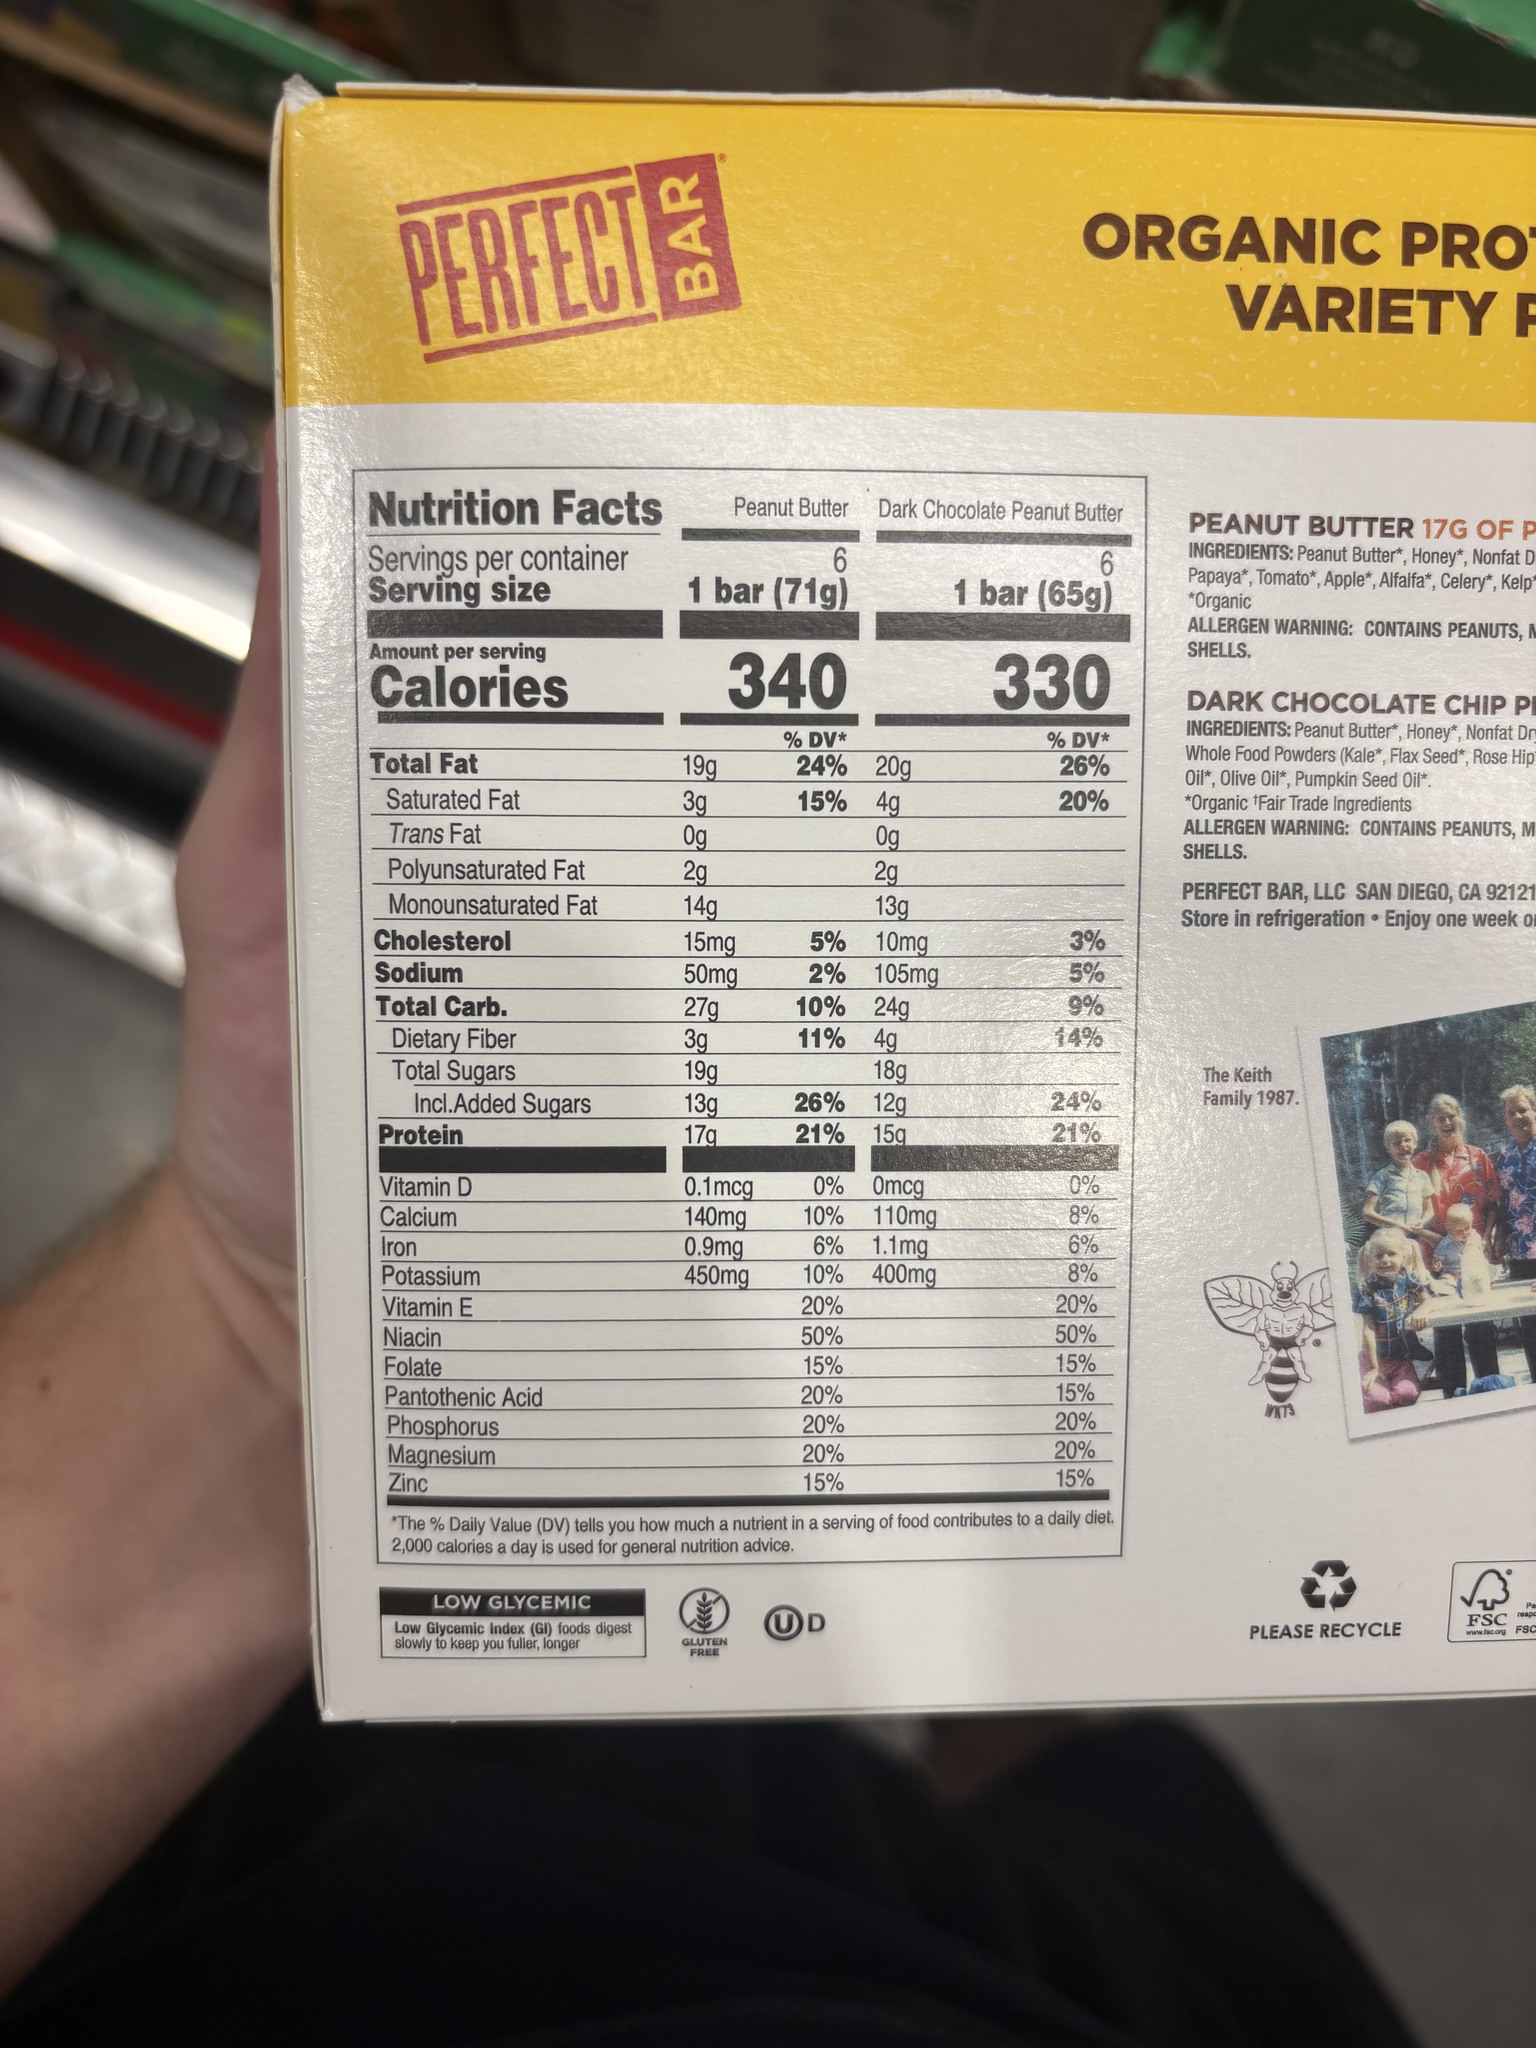 PERFECT BAR®
ORGANIC
VARIETY
Nutrition Facts Peanut Butter Dark Chocolate Peanut Butter
Servings per container 6 6
Serving size 1 bar (71g) 1 bar (65g)
Amount per serving
Calories 340 330
% DV* % DV*
Total Fat 19g 24% 20g 26%
Saturated Fat 3g 15% 4g 20%
Trans Fat 0g 0g
Polyunsaturated Fat 2g 2g
Monounsaturated Fat 14g 13g
Cholesterol 15mg 5% 10mg 3%
Sodium 50mg 2% 105mg 5%
Total Carb. 27g 10% 24g 9%
Dietary Fiber 3g 11% 4g 14%
Total Sugars 19g 18g
Incl.Added Sugars 13g 26% 12g 24%
Protein 17g 21% 15g 21%
Vitamin D 0.1mcg 0% 0mcg 0%
Calcium 140mg 10% 110mg 8%
Iron 0.9mg 6% 1.1mg 6%
Potassium 450mg 10% 400mg 8%
Vitamin E 20% 20%
Niacin 50% 50%
Folate 15% 15%
Pantothenic Acid 20% 15%
Phosphorus 20% 20%
Magnesium 20% 20%
Zinc 15% 15%
*The % Daily Value (DV) tells you how much a nutrient in a serving of food contributes to a daily diet.
2,000 calories a day is used for general nutrition advice.
LOW GLYCEMIC
Low Glycemic Index (GI) foods digest
slowly to keep you fuller, longer
GLUTEN
FREE
U D
PEANUT BUTTER 17G OF
INGREDIENTS: Peanut Butter*, Honey*, Nonfat
Papaya*, Tomato*, Apple*, Alfalfa*, Celery*, Kelp*
*Organic
ALLERGEN WARNING: CONTAINS PEANUTS,
SHELLS.
DARK CHOCOLATE CHIP
INGREDIENTS: Peanut Butter*, Honey*, Nonfat
Whole Food Powders (Kale*, Flax Seed*, Rose Hip
Oil*, Olive Oil*, Pumpkin Seed Oil*.
*Organic †Fair Trade Ingredients
ALLERGEN WARNING: CONTAINS PEANUTS,
SHELLS.
PERFECT BAR, LLC SAN DIEGO, CA 92121
Store in refrigeration • Enjoy one week
The Keith
Family 1987.
WKT3
PLEASE RECYCLE
FSC
www.fsc.org
FSC